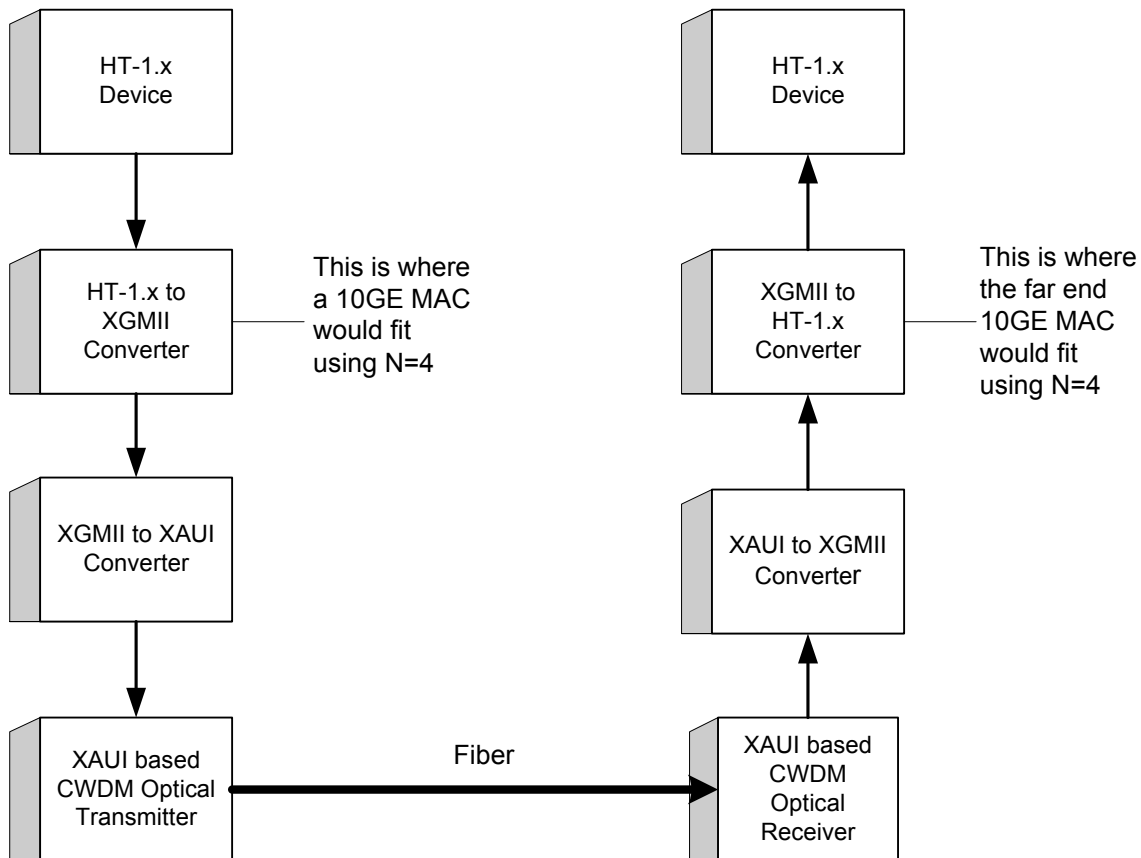 HT-1.x
Device
HT-1.x to
XGMII
Converter
This is where
a 10GE MAC
would fit
using N=4
XGMII to XAUI
Converter
XAUI based
CWDM Optical
Transmitter
Fiber
XAUI based
CWDM
Optical
Receiver
XAUI to XGMII
Converter
XGMII to
HT-1.x
Converter
This is where
the far end
10GE MAC
would fit
using N=4
HT-1.x
Device